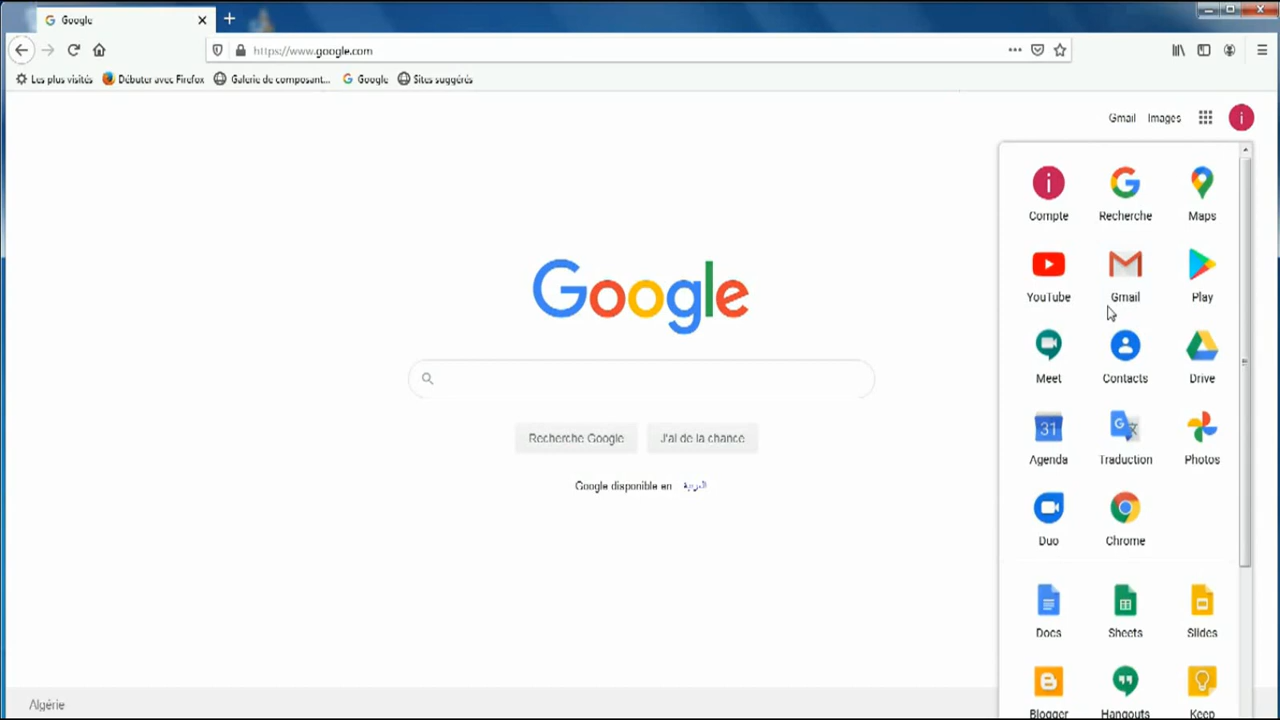 Google
https://www.google.com
Les plus visités
Débuter avec Firefox
Galerie de composant...
Google
Sites suggérés
Gmail
Images
i
i
Compte
Recherche
Maps
YouTube
Gmail
Play
Google
Meet
Contacts
Drive
Recherche Google
J'ai de la chance
31
Agenda
Traduction
Photos
Google disponible en
العربية
Duo
Chrome
Docs
Sheets
Slides
Blogger
Hangouts
Keep
Algérie